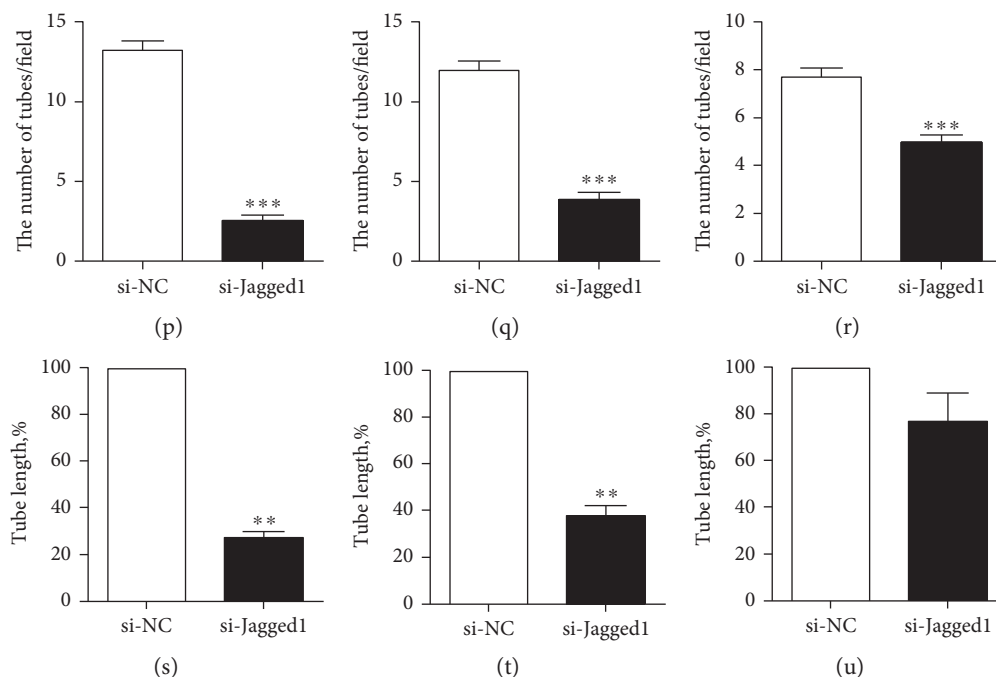 The number of tubes/field
15
10
5
0
***
si-NC si-Jagged1
(p)
The number of tubes/field
15
10
5
0
***
si-NC si-Jagged1
(q)
The number of tubes/field
10
8
6
4
2
0
***
si-NC si-Jagged1
(r)
Tube length,%
100
80
60
40
20
0
**
si-NC si-Jagged1
(s)
Tube length,%
100
80
60
40
20
0
**
si-NC si-Jagged1
(t)
Tube length,%
100
80
60
40
20
0
si-NC si-Jagged1
(u)